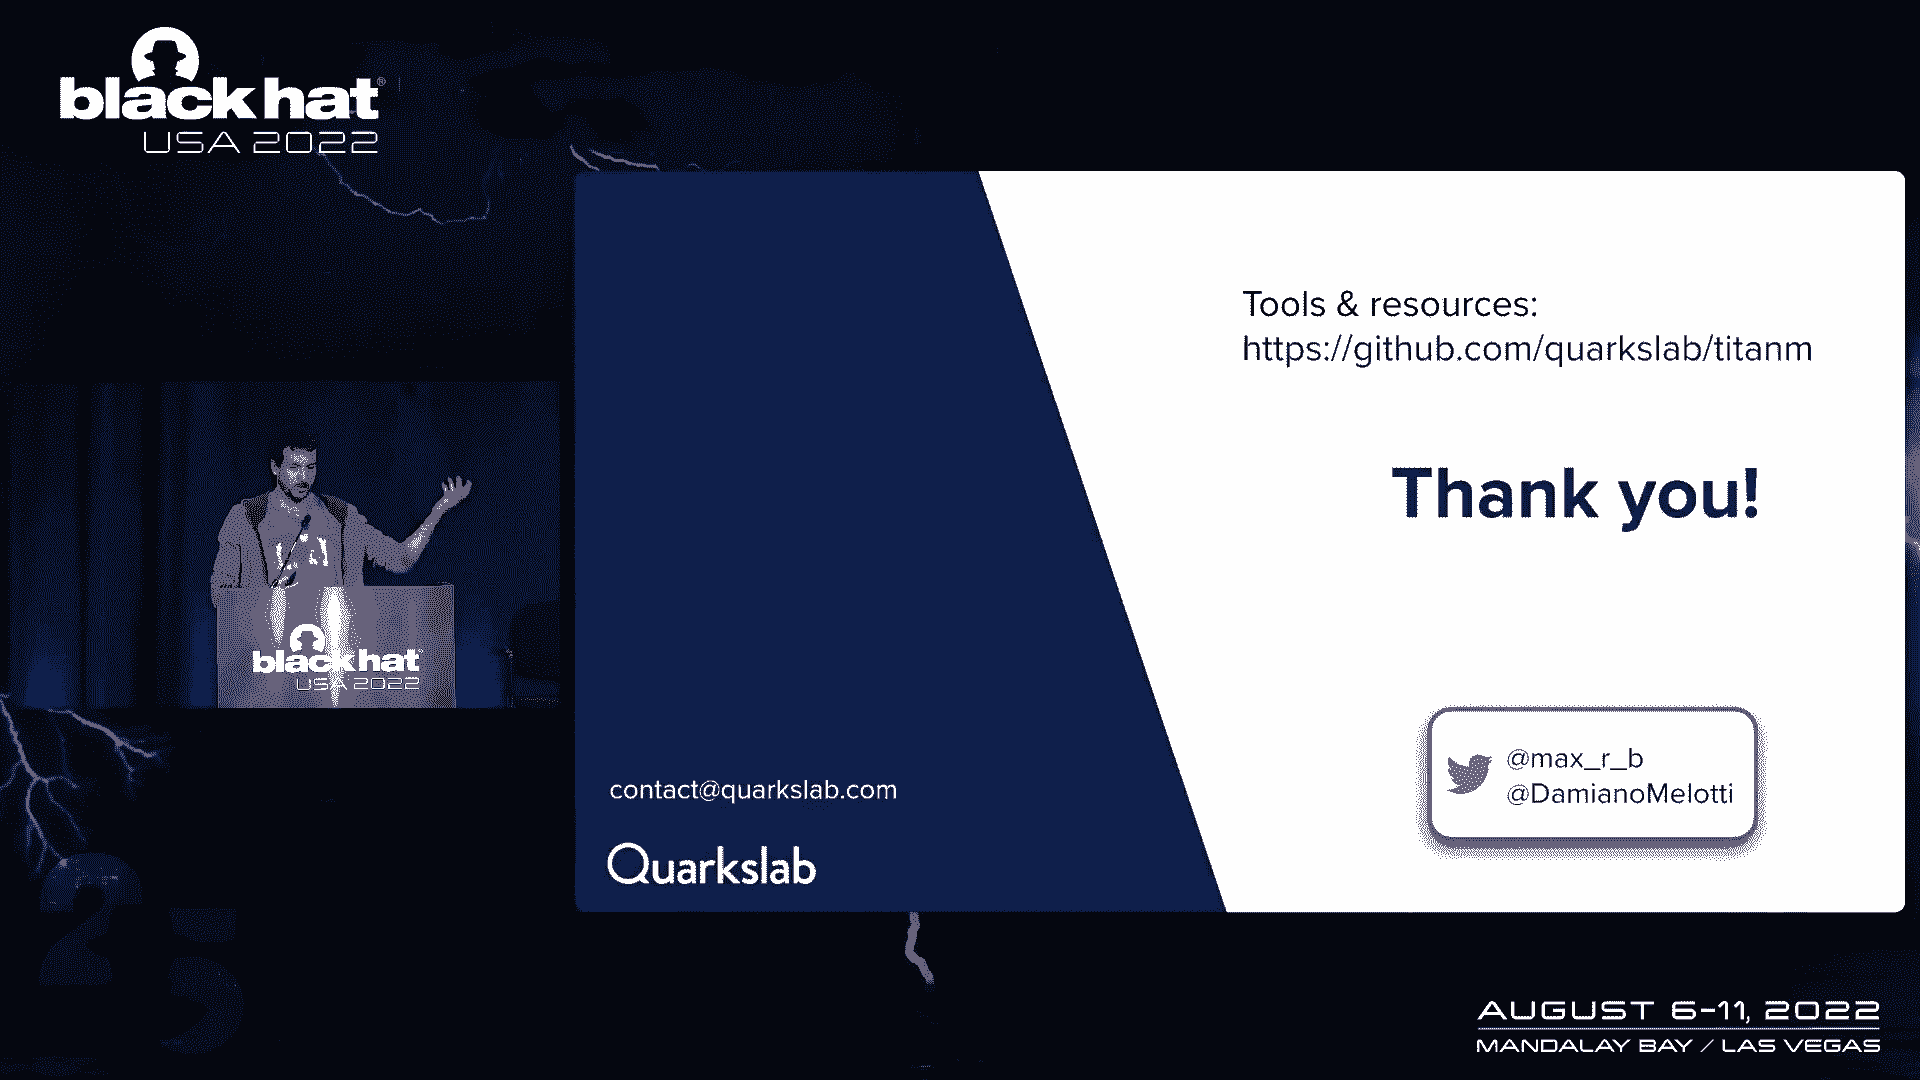 black hat®
USA 2022
Tools & resources:
https://github.com/quarkslab/titanm
Thank you!
@max_r_b
@DamianoMelotti
contact@quarkslab.com
Quarkslab
black hat
USA 2022
25
AUGUST 6-11, 2022
MANDALAY BAY / LAS VEGAS